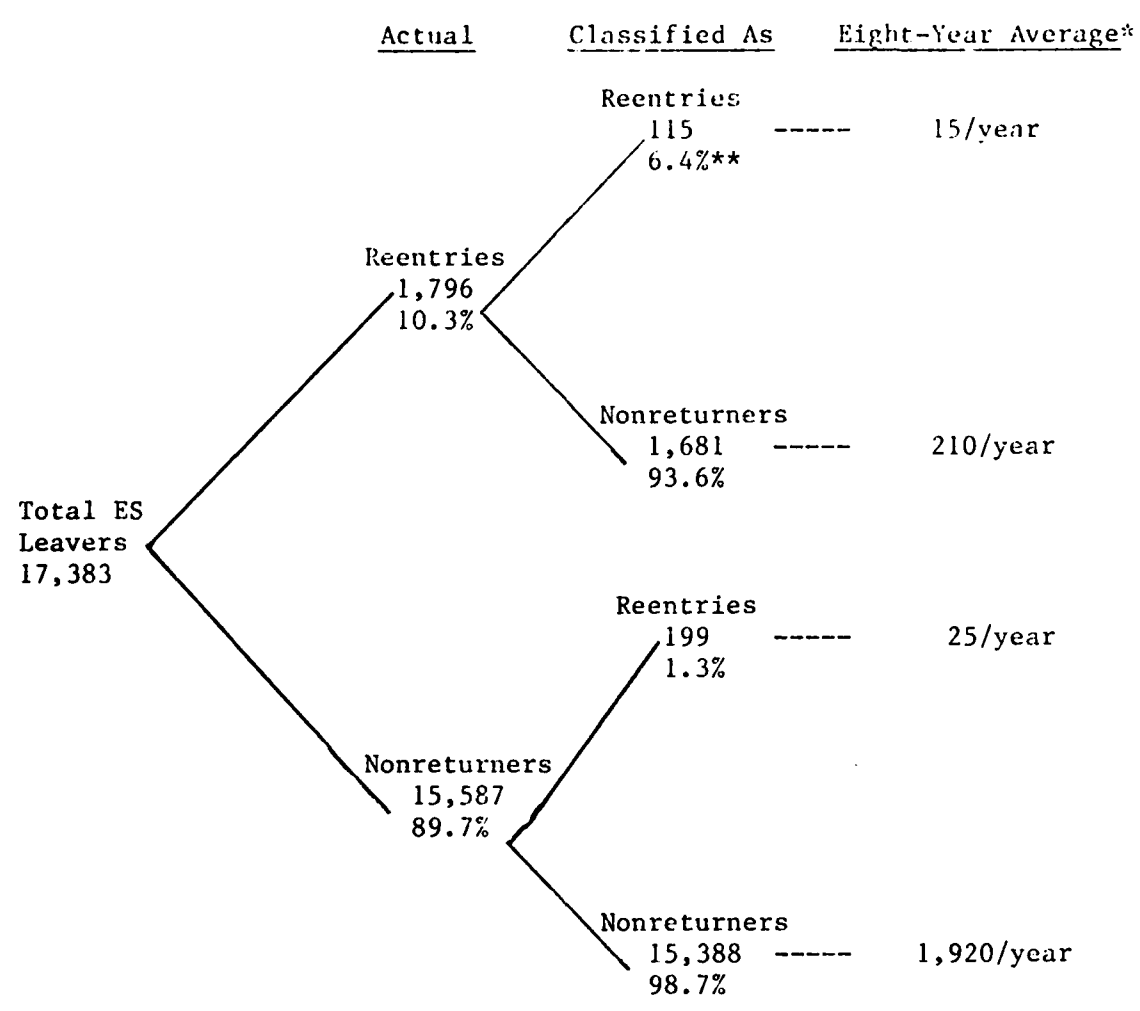 Actual Classified As Eight-Year Average*
Reentries
115 ----- 15/year
6.4%**
Reentries
1,796
10.3%
Nonreturners
1,681 ----- 210/year
93.6%
Total ES
Leavers
17,383
Reentries
199 ----- 25/year
1.3%
Nonreturners
15,587
89.7%
Nonreturners
15,388 ----- 1,920/year
98.7%